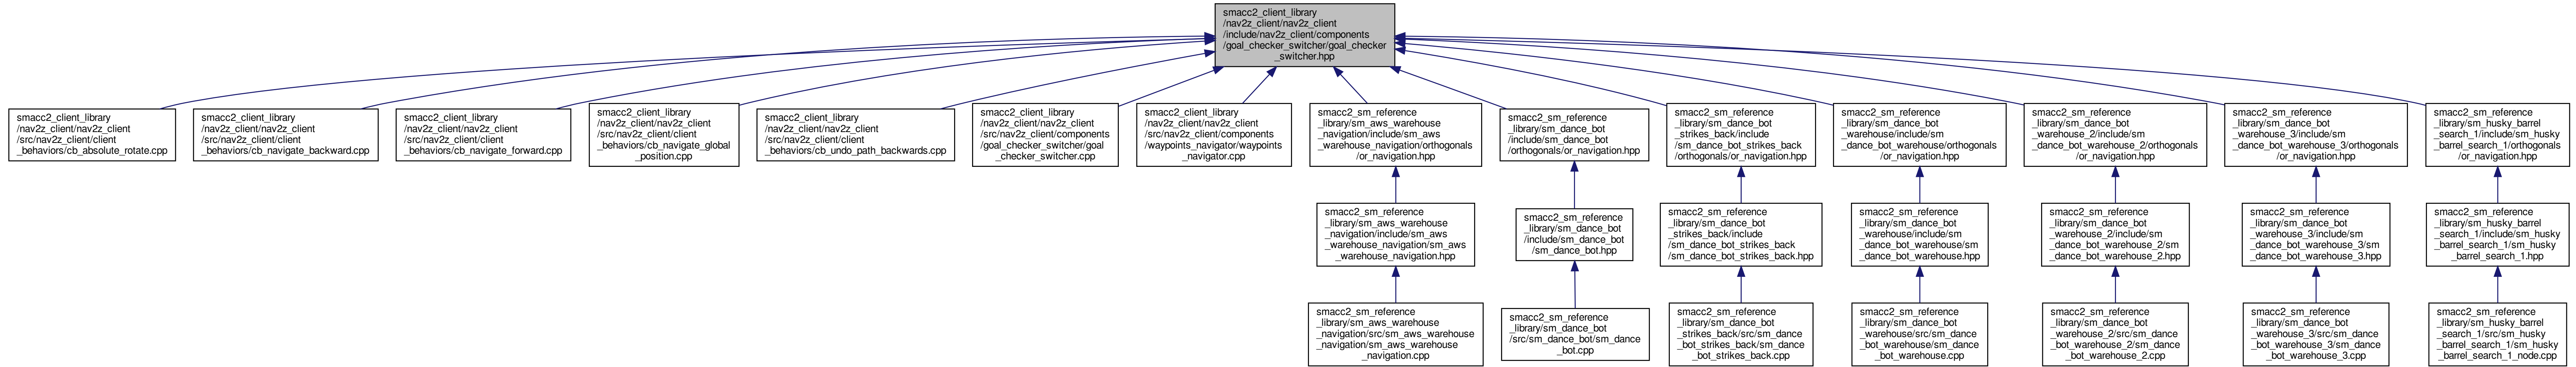 smacc2_client_library
/nav2z_client/nav2z_client
/include/nav2z_client/components
/goal_checker_switcher/goal_checker
_switcher.hpp
smacc2_client_library
/nav2z_client/nav2z_client
/src/nav2z_client/client
_behaviors/cb_absolute_rotate.cpp
smacc2_client_library
/nav2z_client/nav2z_client
/src/nav2z_client/client
_behaviors/cb_navigate_backward.cpp
smacc2_client_library
/nav2z_client/nav2z_client
/src/nav2z_client/client
_behaviors/cb_navigate_forward.cpp
smacc2_client_library
/nav2z_client/nav2z_client
/src/nav2z_client/client
_behaviors/cb_navigate_global
_position.cpp
smacc2_client_library
/nav2z_client/nav2z_client
/src/nav2z_client/client
_behaviors/cb_undo_path_backwards.cpp
smacc2_client_library
/nav2z_client/nav2z_client
/src/nav2z_client/components
/goal_checker_switcher/goal
_checker_switcher.cpp
smacc2_client_library
/nav2z_client/nav2z_client
/src/nav2z_client/components
/waypoints_navigator/waypoints
_navigator.cpp
smacc2_sm_reference
_library/sm_aws_warehouse
_navigation/include/sm_aws
_warehouse_navigation/orthogonals
/or_navigation.hpp
smacc2_sm_reference
_library/sm_dance_bot
/include/sm_dance_bot
/orthogonals/or_navigation.hpp
smacc2_sm_reference
_library/sm_dance_bot
_strikes_back/include
/sm_dance_bot_strikes_back
/orthogonals/or_navigation.hpp
smacc2_sm_reference
_library/sm_dance_bot
_warehouse/include/sm
_dance_bot_warehouse/orthogonals
/or_navigation.hpp
smacc2_sm_reference
_library/sm_dance_bot
_warehouse_2/include/sm
_dance_bot_warehouse_2/orthogonals
/or_navigation.hpp
smacc2_sm_reference
_library/sm_dance_bot
_warehouse_3/include/sm
_dance_bot_warehouse_3/orthogonals
/or_navigation.hpp
smacc2_sm_reference
_library/sm_husky_barrel
_search_1/include/sm_husky
_barrel_search_1/orthogonals
/or_navigation.hpp
smacc2_sm_reference
_library/sm_aws_warehouse
_navigation/include/sm_aws
_warehouse_navigation/sm_aws
_warehouse_navigation.hpp
smacc2_sm_reference
_library/sm_dance_bot
/include/sm_dance_bot
/sm_dance_bot.hpp
smacc2_sm_reference
_library/sm_dance_bot
_strikes_back/include
/sm_dance_bot_strikes_back
/sm_dance_bot_strikes_back.hpp
smacc2_sm_reference
_library/sm_dance_bot
_warehouse/include/sm
_dance_bot_warehouse/sm
_dance_bot_warehouse.hpp
smacc2_sm_reference
_library/sm_dance_bot
_warehouse_2/include/sm
_dance_bot_warehouse_2/sm
_dance_bot_warehouse_2.hpp
smacc2_sm_reference
_library/sm_dance_bot
_warehouse_3/include/sm
_dance_bot_warehouse_3/sm
_dance_bot_warehouse_3.hpp
smacc2_sm_reference
_library/sm_husky_barrel
_search_1/include/sm_husky
_barrel_search_1/sm_husky
_barrel_search_1.hpp
smacc2_sm_reference
_library/sm_aws_warehouse
_navigation/src/sm_aws_warehouse
_navigation/sm_aws_warehouse
_navigation.cpp
smacc2_sm_reference
_library/sm_dance_bot
/src/sm_dance_bot/sm_dance
_bot.cpp
smacc2_sm_reference
_library/sm_dance_bot
_strikes_back/src/sm_dance
_bot_strikes_back/sm_dance
_bot_strikes_back.cpp
smacc2_sm_reference
_library/sm_dance_bot
_warehouse/src/sm_dance
_bot_warehouse/sm_dance
_bot_warehouse.cpp
smacc2_sm_reference
_library/sm_dance_bot
_warehouse_2/src/sm_dance
_bot_warehouse_2/sm_dance
_bot_warehouse_2.cpp
smacc2_sm_reference
_library/sm_dance_bot
_warehouse_3/src/sm_dance
_bot_warehouse_3/sm_dance
_bot_warehouse_3.cpp
smacc2_sm_reference
_library/sm_husky_barrel
_search_1/src/sm_husky
_barrel_search_1/sm_husky
_barrel_search_1_node.cpp